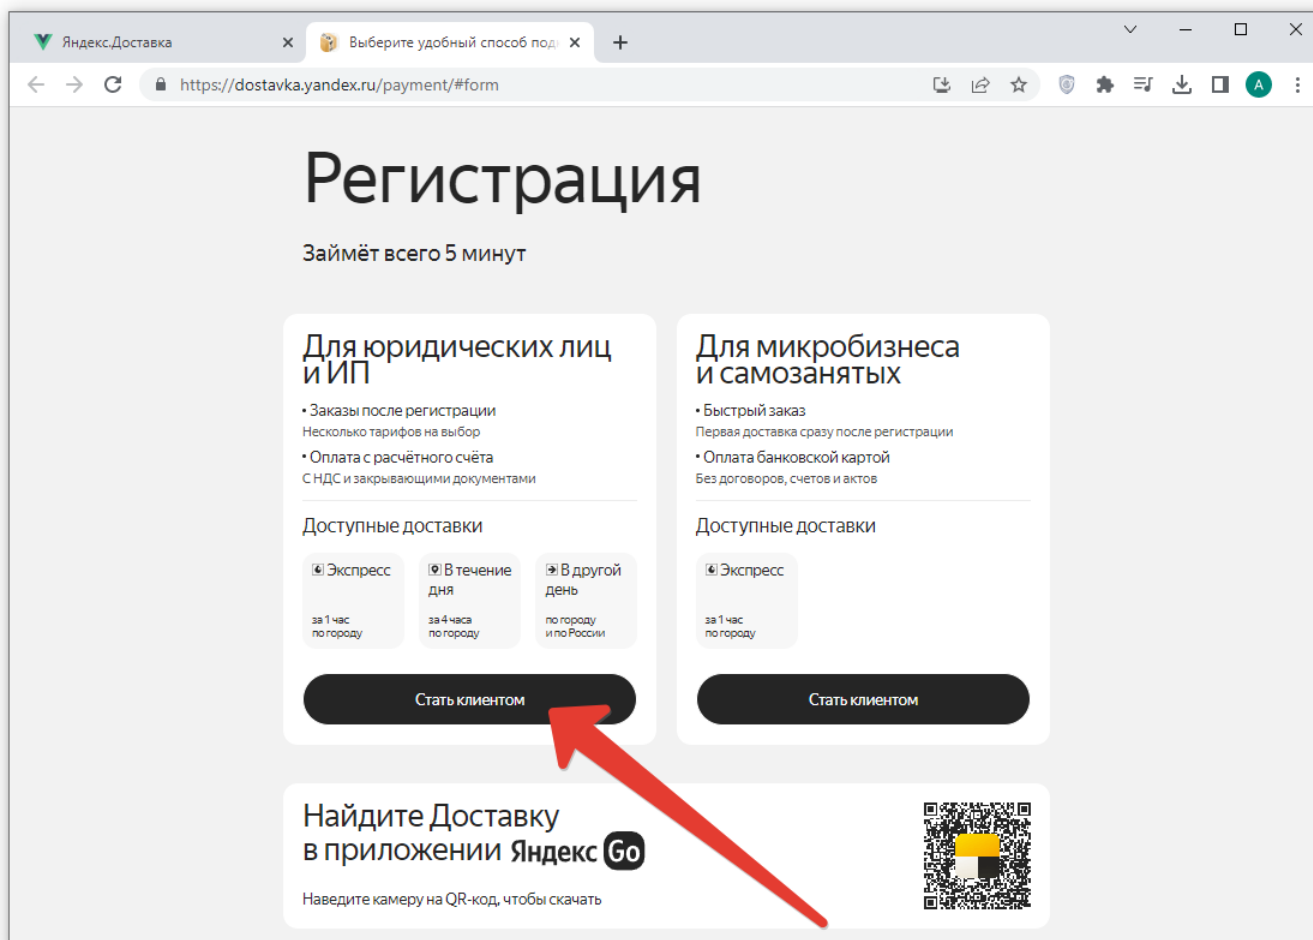 Яндекс.Доставка
Выберите удобный способ под
https://dostavka.yandex.ru/payment/#form
A
Регистрация
Займёт всего 5 минут
Для юридических лиц
и ИП
• Заказы после регистрации
Несколько тарифов на выбор
• Оплата с расчётного счёта
С НДС и закрывающими документами
Доступные доставки
Экспресс
за 1 час
по городу
В течение
дня
за 4 часа
по городу
В другой
день
по городу
и по России
Стать клиентом
Для микробизнеса
и самозанятых
• Быстрый заказ
Первая доставка сразу после регистрации
• Оплата банковской картой
Без договоров, счетов и актов
Доступные доставки
Экспресс
за 1 час
по городу
Стать клиентом
Найдите Доставку
в приложении Яндекс Go
Наведите камеру на QR-код, чтобы скачать